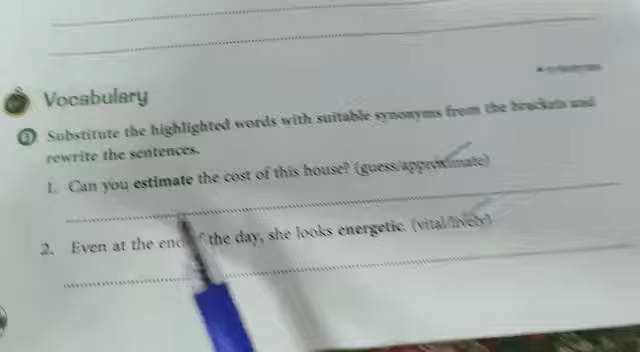 Vocabulary
1 Substitute the highlighted words with suitable synonyms from the brackets and
rewrite the sentences.
1. Can you estimate the cost of this house? (guess/approximate)
2. Even at the end of the day, she looks energetic. (vital/lively)